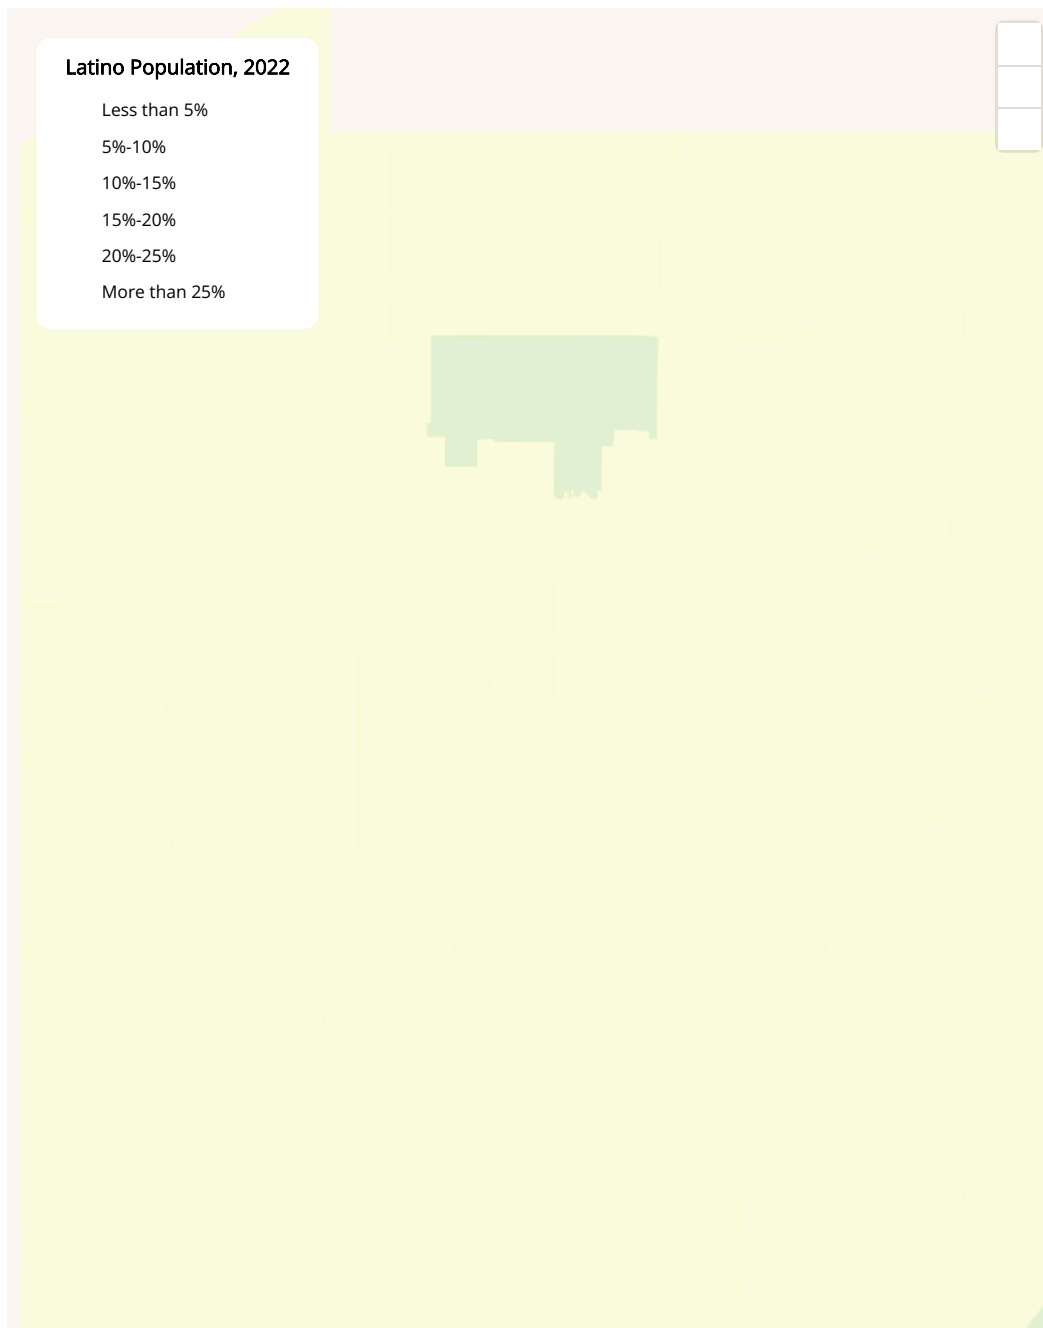 Latino Population, 2022
Less than 5%
5%-10%
10%-15%
15%-20%
20%-25%
More than 25%